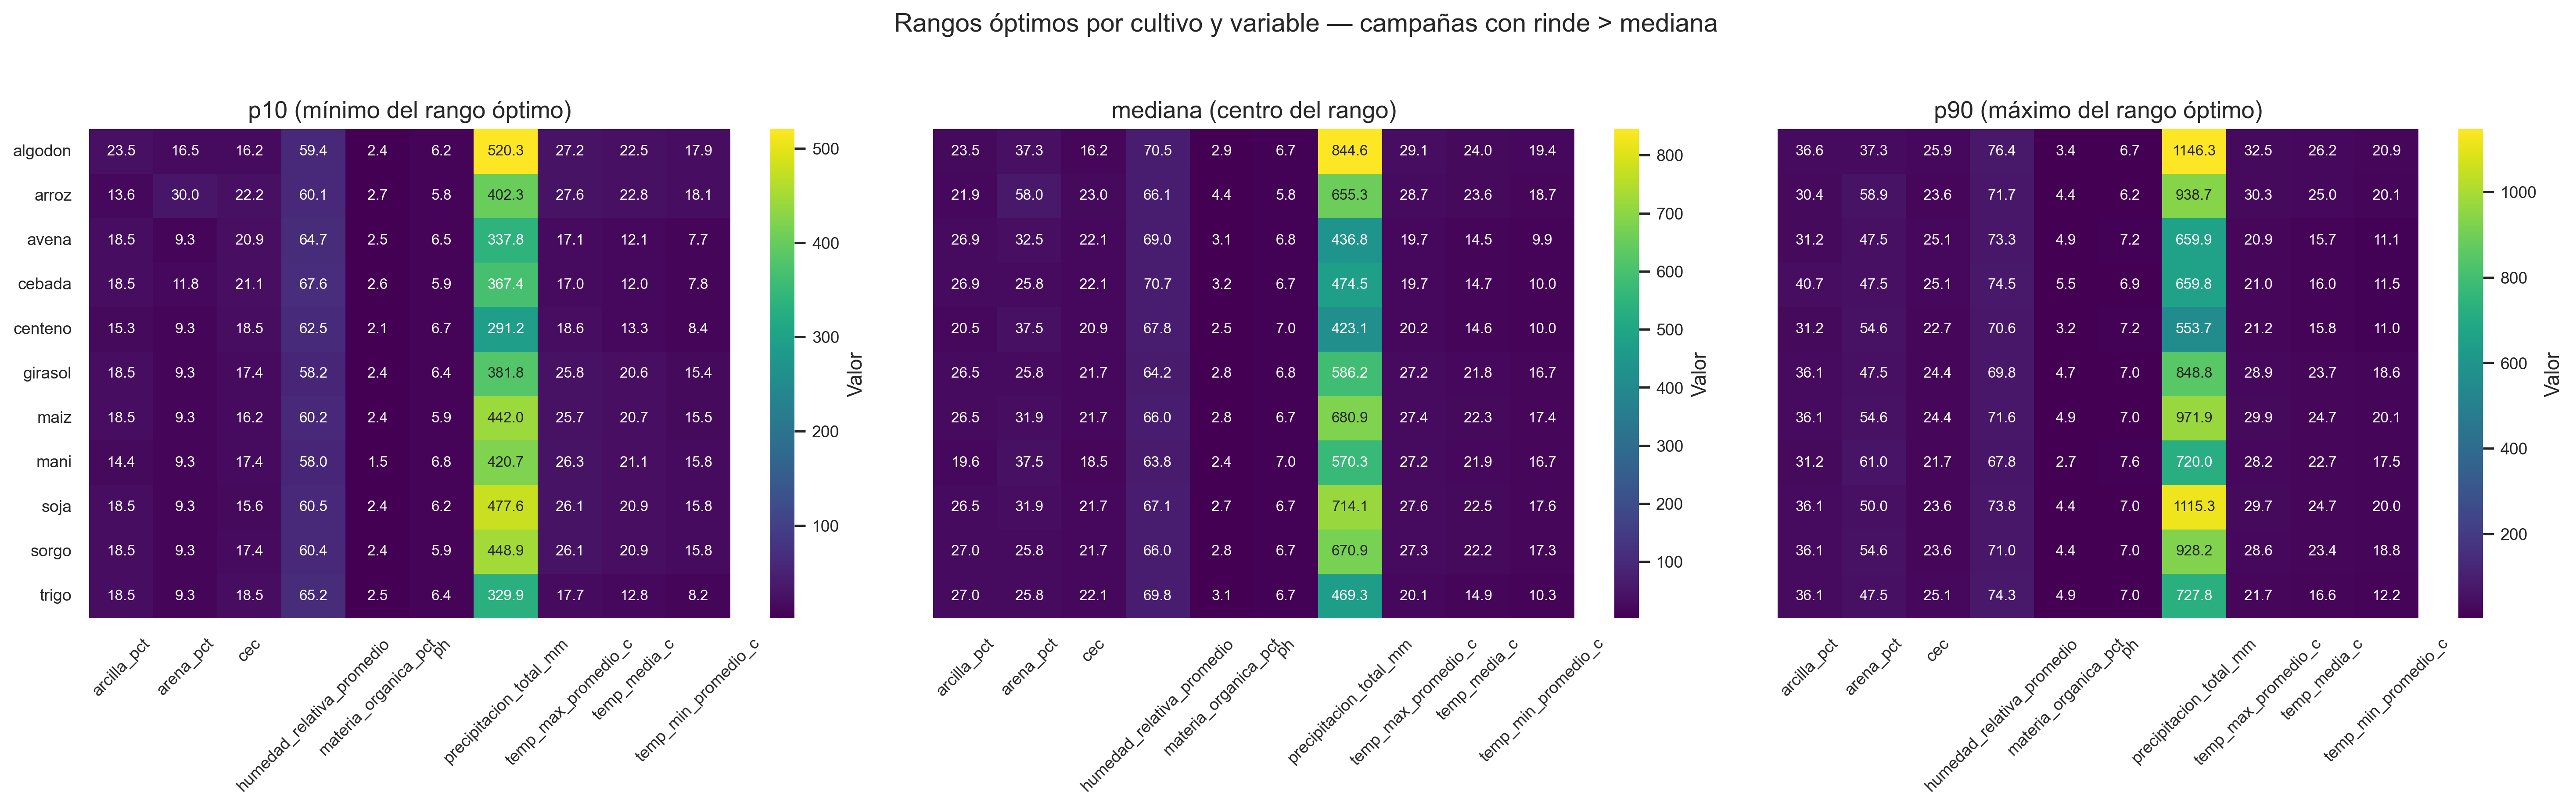 Rangos óptimos por cultivo y variable — campañas con rinde > mediana
p10 (mínimo del rango óptimo)
algodon 23.5 16.5 16.2 59.4 2.4 6.2 520.3 27.2 22.5 17.9
arroz 13.6 30.0 22.2 60.1 2.7 5.8 402.3 27.6 22.8 18.1
avena 18.5 9.3 20.9 64.7 2.5 6.5 337.8 17.1 12.1 7.7
cebada 18.5 11.8 21.1 67.6 2.6 5.9 367.4 17.0 12.0 7.8
centeno 15.3 9.3 18.5 62.5 2.1 6.7 291.2 18.6 13.3 8.4
girasol 18.5 9.3 17.4 58.2 2.4 6.4 381.8 25.8 20.6 15.4
maiz 18.5 9.3 16.2 60.2 2.4 5.9 442.0 25.7 20.7 15.5
mani 14.4 9.3 17.4 58.0 1.5 6.8 420.7 26.3 21.1 15.8
soja 18.5 9.3 15.6 60.5 2.4 6.2 477.6 26.1 20.9 15.8
sorgo 18.5 9.3 17.4 60.4 2.4 5.9 448.9 26.1 20.9 15.8
trigo 18.5 9.3 18.5 65.2 2.5 6.4 329.9 17.7 12.8 8.2
arcilla_pct arena_pct cec humedad_relativa_promedio materia_organica_pct ph precipitacion_total_mm temp_max_promedio_c temp_media_c temp_min_promedio_c
500
400
300
200
100
Valor
mediana (centro del rango)
23.5 37.3 16.2 70.5 2.9 6.7 844.6 29.1 24.0 19.4
21.9 58.0 23.0 66.1 4.4 5.8 655.3 28.7 23.6 18.7
26.9 32.5 22.1 69.0 3.1 6.8 436.8 19.7 14.5 9.9
26.9 25.8 22.1 70.7 3.2 6.7 474.5 19.7 14.7 10.0
20.5 37.5 20.9 67.8 2.5 7.0 423.1 20.2 14.6 10.0
26.5 25.8 21.7 64.2 2.8 6.8 586.2 27.2 21.8 16.7
26.5 31.9 21.7 66.0 2.8 6.7 680.9 27.4 22.3 17.4
19.6 37.5 18.5 63.8 2.4 7.0 570.3 27.2 21.9 16.7
26.5 31.9 21.7 67.1 2.7 6.7 714.1 27.6 22.5 17.6
27.0 25.8 21.7 66.0 2.8 6.7 670.9 27.3 22.2 17.3
27.0 25.8 22.1 69.8 3.1 6.7 469.3 20.1 14.9 10.3
arcilla_pct arena_pct cec humedad_relativa_promedio materia_organica_pct ph precipitacion_total_mm temp_max_promedio_c temp_media_c temp_min_promedio_c
800
700
600
500
400
300
200
100
Valor
p90 (máximo del rango óptimo)
36.6 37.3 25.9 76.4 3.4 6.7 1146.3 32.5 26.2 20.9
30.4 58.9 23.6 71.7 4.4 6.2 938.7 30.3 25.0 20.1
31.2 47.5 25.1 73.3 4.9 7.2 659.9 20.9 15.7 11.1
40.7 47.5 25.1 74.5 5.5 6.9 659.8 21.0 16.0 11.5
31.2 54.6 22.7 70.6 3.2 7.2 553.7 21.2 15.8 11.0
36.1 47.5 24.4 69.8 4.7 7.0 848.8 28.9 23.7 18.6
36.1 54.6 24.4 71.6 4.9 7.0 971.9 29.9 24.7 20.1
31.2 61.0 21.7 67.8 2.7 7.6 720.0 28.2 22.7 17.5
36.1 50.0 23.6 73.8 4.4 7.0 1115.3 29.7 24.7 20.0
36.1 54.6 23.6 71.0 4.4 7.0 928.2 28.6 23.4 18.8
36.1 47.5 25.1 74.3 4.9 7.0 727.8 21.7 16.6 12.2
arcilla_pct arena_pct cec humedad_relativa_promedio materia_organica_pct ph precipitacion_total_mm temp_max_promedio_c temp_media_c temp_min_promedio_c
1000
800
600
400
200
Valor